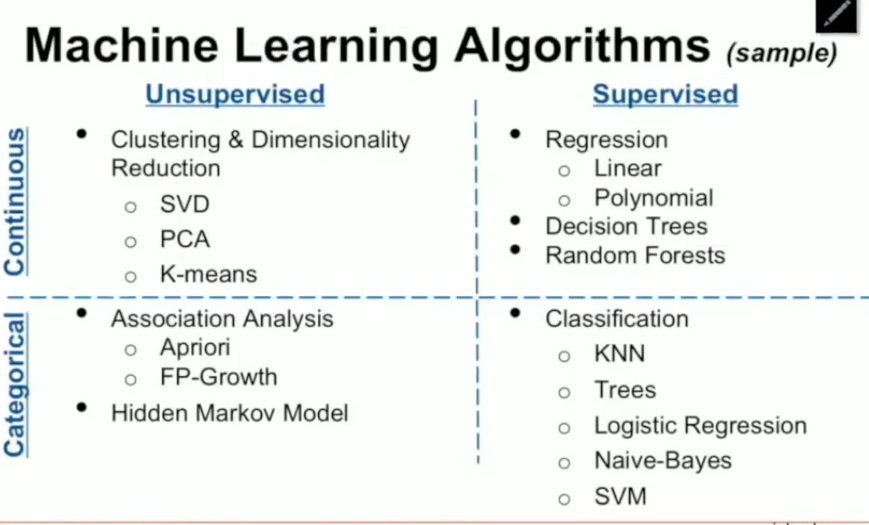 Machine Learning Algorithms (sample)
Unsupervised
Supervised
Continuous
• Clustering & Dimensionality
Reduction
○ SVD
○ PCA
○ K-means
• Regression
○ Linear
○ Polynomial
• Decision Trees
• Random Forests
Categorical
• Association Analysis
○ Apriori
○ FP-Growth
• Hidden Markov Model
• Classification
○ KNN
○ Trees
○ Logistic Regression
○ Naive-Bayes
○ SVM